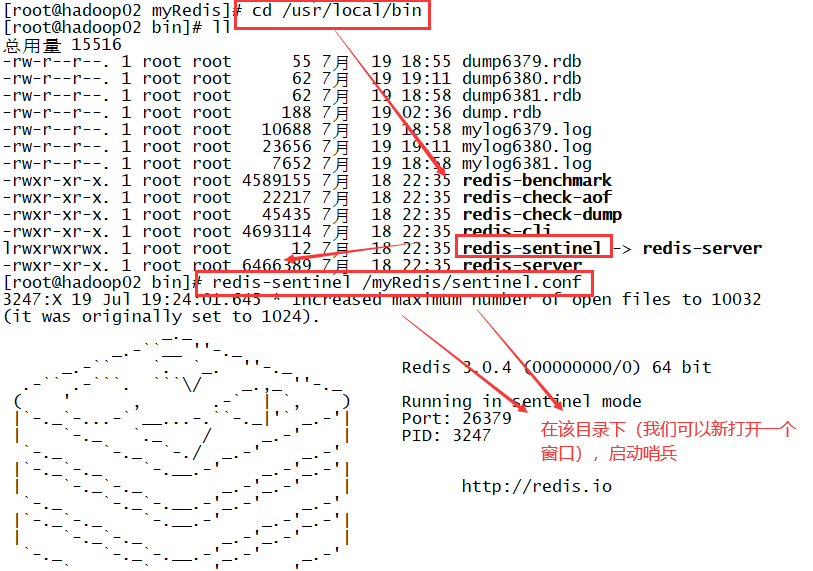 [root@hadoop02 myRedis]# cd /usr/local/bin
[root@hadoop02 bin]# ll
总用量 15516
-rw-r--r--. 1 root root      55 7月  19 18:55 dump6379.rdb
-rw-r--r--. 1 root root      62 7月  19 19:11 dump6380.rdb
-rw-r--r--. 1 root root      62 7月  19 18:58 dump6381.rdb
-rw-r--r--. 1 root root     188 7月  19 02:36 dump.rdb
-rw-r--r--. 1 root root   10688 7月  19 18:58 mylog6379.log
-rw-r--r--. 1 root root   23656 7月  19 19:11 mylog6380.log
-rw-r--r--. 1 root root    7652 7月  19 18:58 mylog6381.log
-rwxr-xr-x. 1 root root 4589155 7月  18 22:35 redis-benchmark
-rwxr-xr-x. 1 root root   22217 7月  18 22:35 redis-check-aof
-rwxr-xr-x. 1 root root   45435 7月  18 22:35 redis-check-dump
-rwxr-xr-x. 1 root root 4693114 7月  18 22:35 redis-cli
lrwxrwxrwx. 1 root root      12 7月  18 22:35 redis-sentinel -> redis-server
-rwxr-xr-x. 1 root root 6466389 7月  18 22:35 redis-server
[root@hadoop02 bin]# redis-sentinel /myRedis/sentinel.conf
3247:X 19 Jul 19:24:01.645 * Increased maximum number of open files to 10032
(it was originally set to 1024).
Redis 3.0.4 (00000000/0) 64 bit
Running in sentinel mode
Port: 26379
PID: 3247
在该目录下（我们可以新打开一个
窗口），启动哨兵
http://redis.io